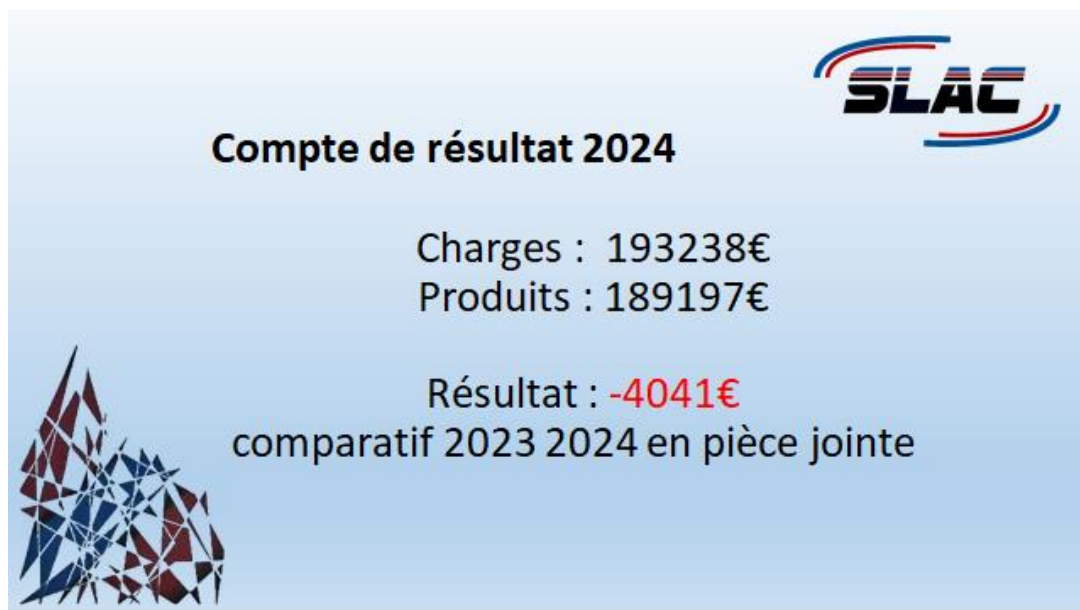 SLAC
Compte de résultat 2024
Charges : 193238€
Produits : 189197€
Résultat : -4041€
comparatif 2023 2024 en pièce jointe